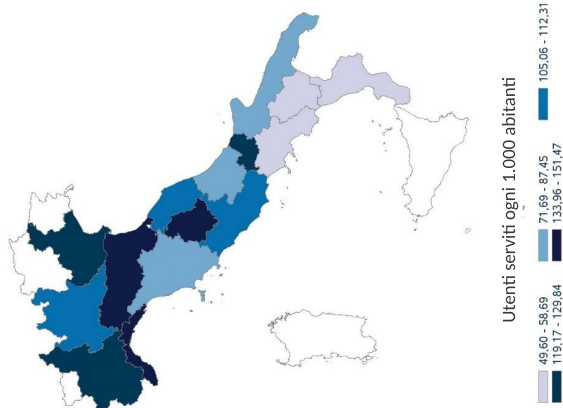 Utenti serviti ogni 1.000 abitanti
49,60 - 58,69
71,69 - 87,45
105,06 - 112,31
119,17 - 129,84
133,96 - 151,47